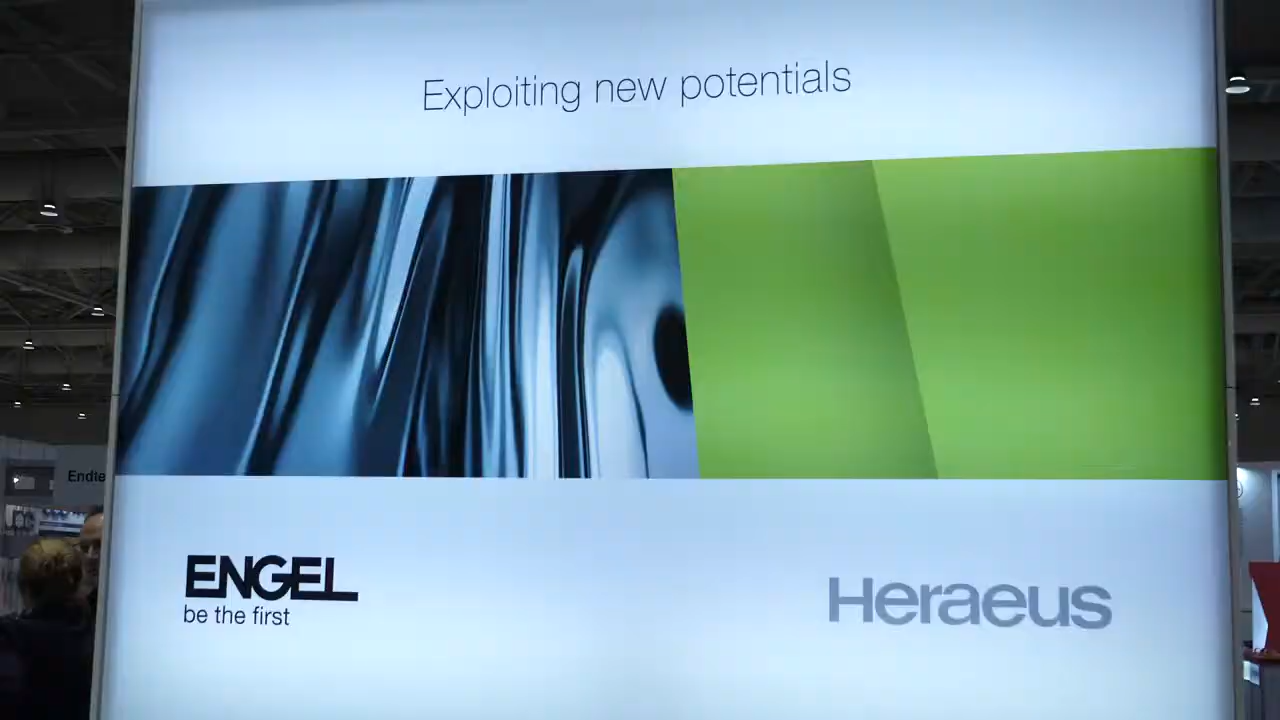 Exploiting new potentials
Endte
ENGEL
be the first
Heraeus